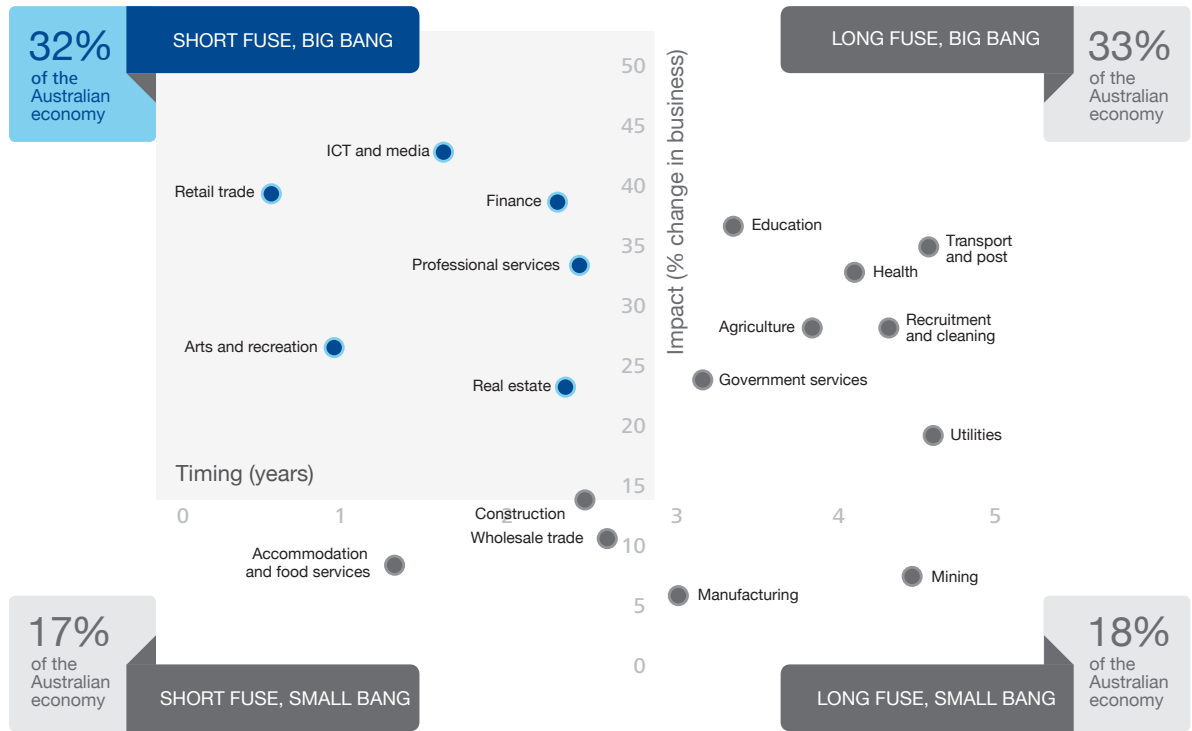 32%
of the
Australian
economy
SHORT FUSE, BIG BANG
LONG FUSE, BIG BANG
33%
of the
Australian
economy
50
45
40
35
30
25
20
15
10
5
0
Impact (% change in business)
ICT and media
Retail trade
Finance
Professional services
Arts and recreation
Real estate
Education
Transport
and post
Health
Agriculture
Recruitment
and cleaning
Government services
Utilities
Timing (years)
0
1
2
3
4
5
Construction
Wholesale trade
Accommodation
and food services
Manufacturing
Mining
17%
of the
Australian
economy
SHORT FUSE, SMALL BANG
LONG FUSE, SMALL BANG
18%
of the
Australian
economy